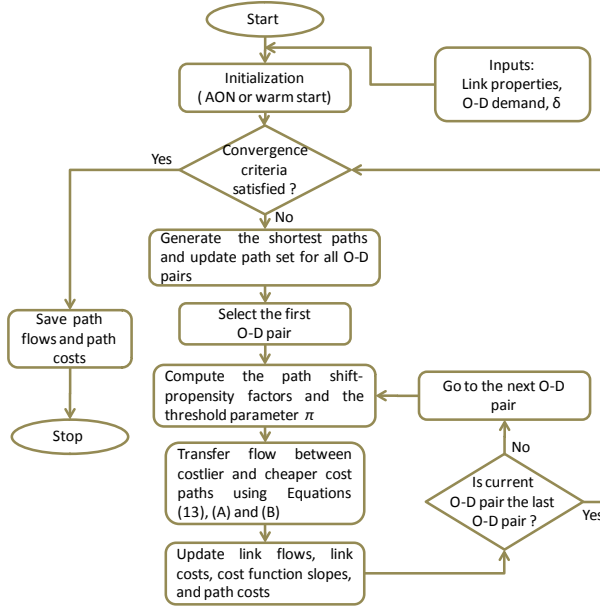 Start
Inputs:
Link properties,
O-D demand, δ
Initialization
( AON or warm start)
Yes
Convergence
criteria
satisfied ?
No
Generate the shortest paths
and update path set for all O-D
pairs
Save path
flows and path
costs
Select the first
O-D pair
Compute the path shift-
propensity factors and the
threshold parameter π
Go to the next O-D
pair
Stop
No
Transfer flow between
costlier and cheaper cost
paths using Equations
(13), (A) and (B)
Is current
O-D pair the last
O-D pair ?
Yes
Update link flows, link
costs, cost function slopes,
and path costs